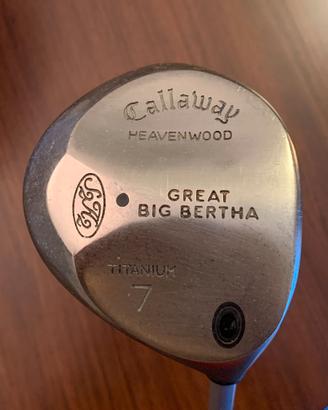 Callaway
HEAVENWOOD
GREAT
BIG BERTHA
TITANIUM
7